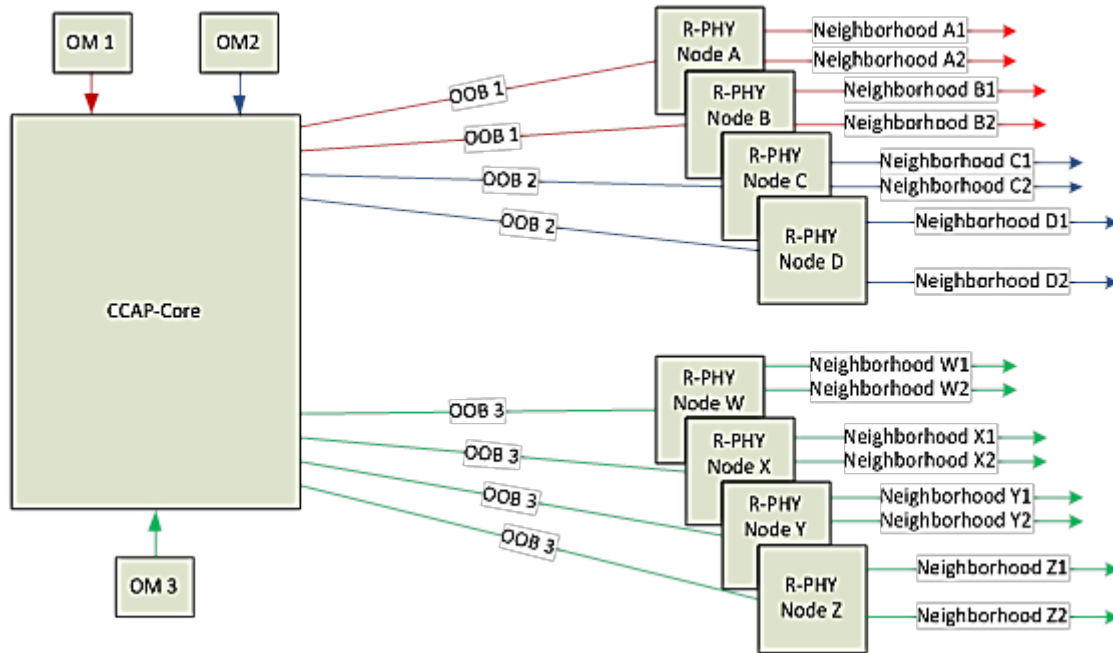 OM 1
OM2
CCAP-Core
OM 3
OOB 1
OOB 1
OOB 2
OOB 2
R-PHY
Node A
Neighborhood A1
Neighborhood A2
R-PHY
Node B
Neighborhood B1
Neighborhood B2
R-PHY
Node C
Neighborhood C1
Neighborhood C2
R-PHY
Node D
Neighborhood D1
Neighborhood D2
OOB 3
OOB 3
OOB 3
OOB 3
R-PHY
Node W
Neighborhood W1
Neighborhood W2
R-PHY
Node X
Neighborhood X1
Neighborhood X2
R-PHY
Node Y
Neighborhood Y1
Neighborhood Y2
R-PHY
Node Z
Neighborhood Z1
Neighborhood Z2